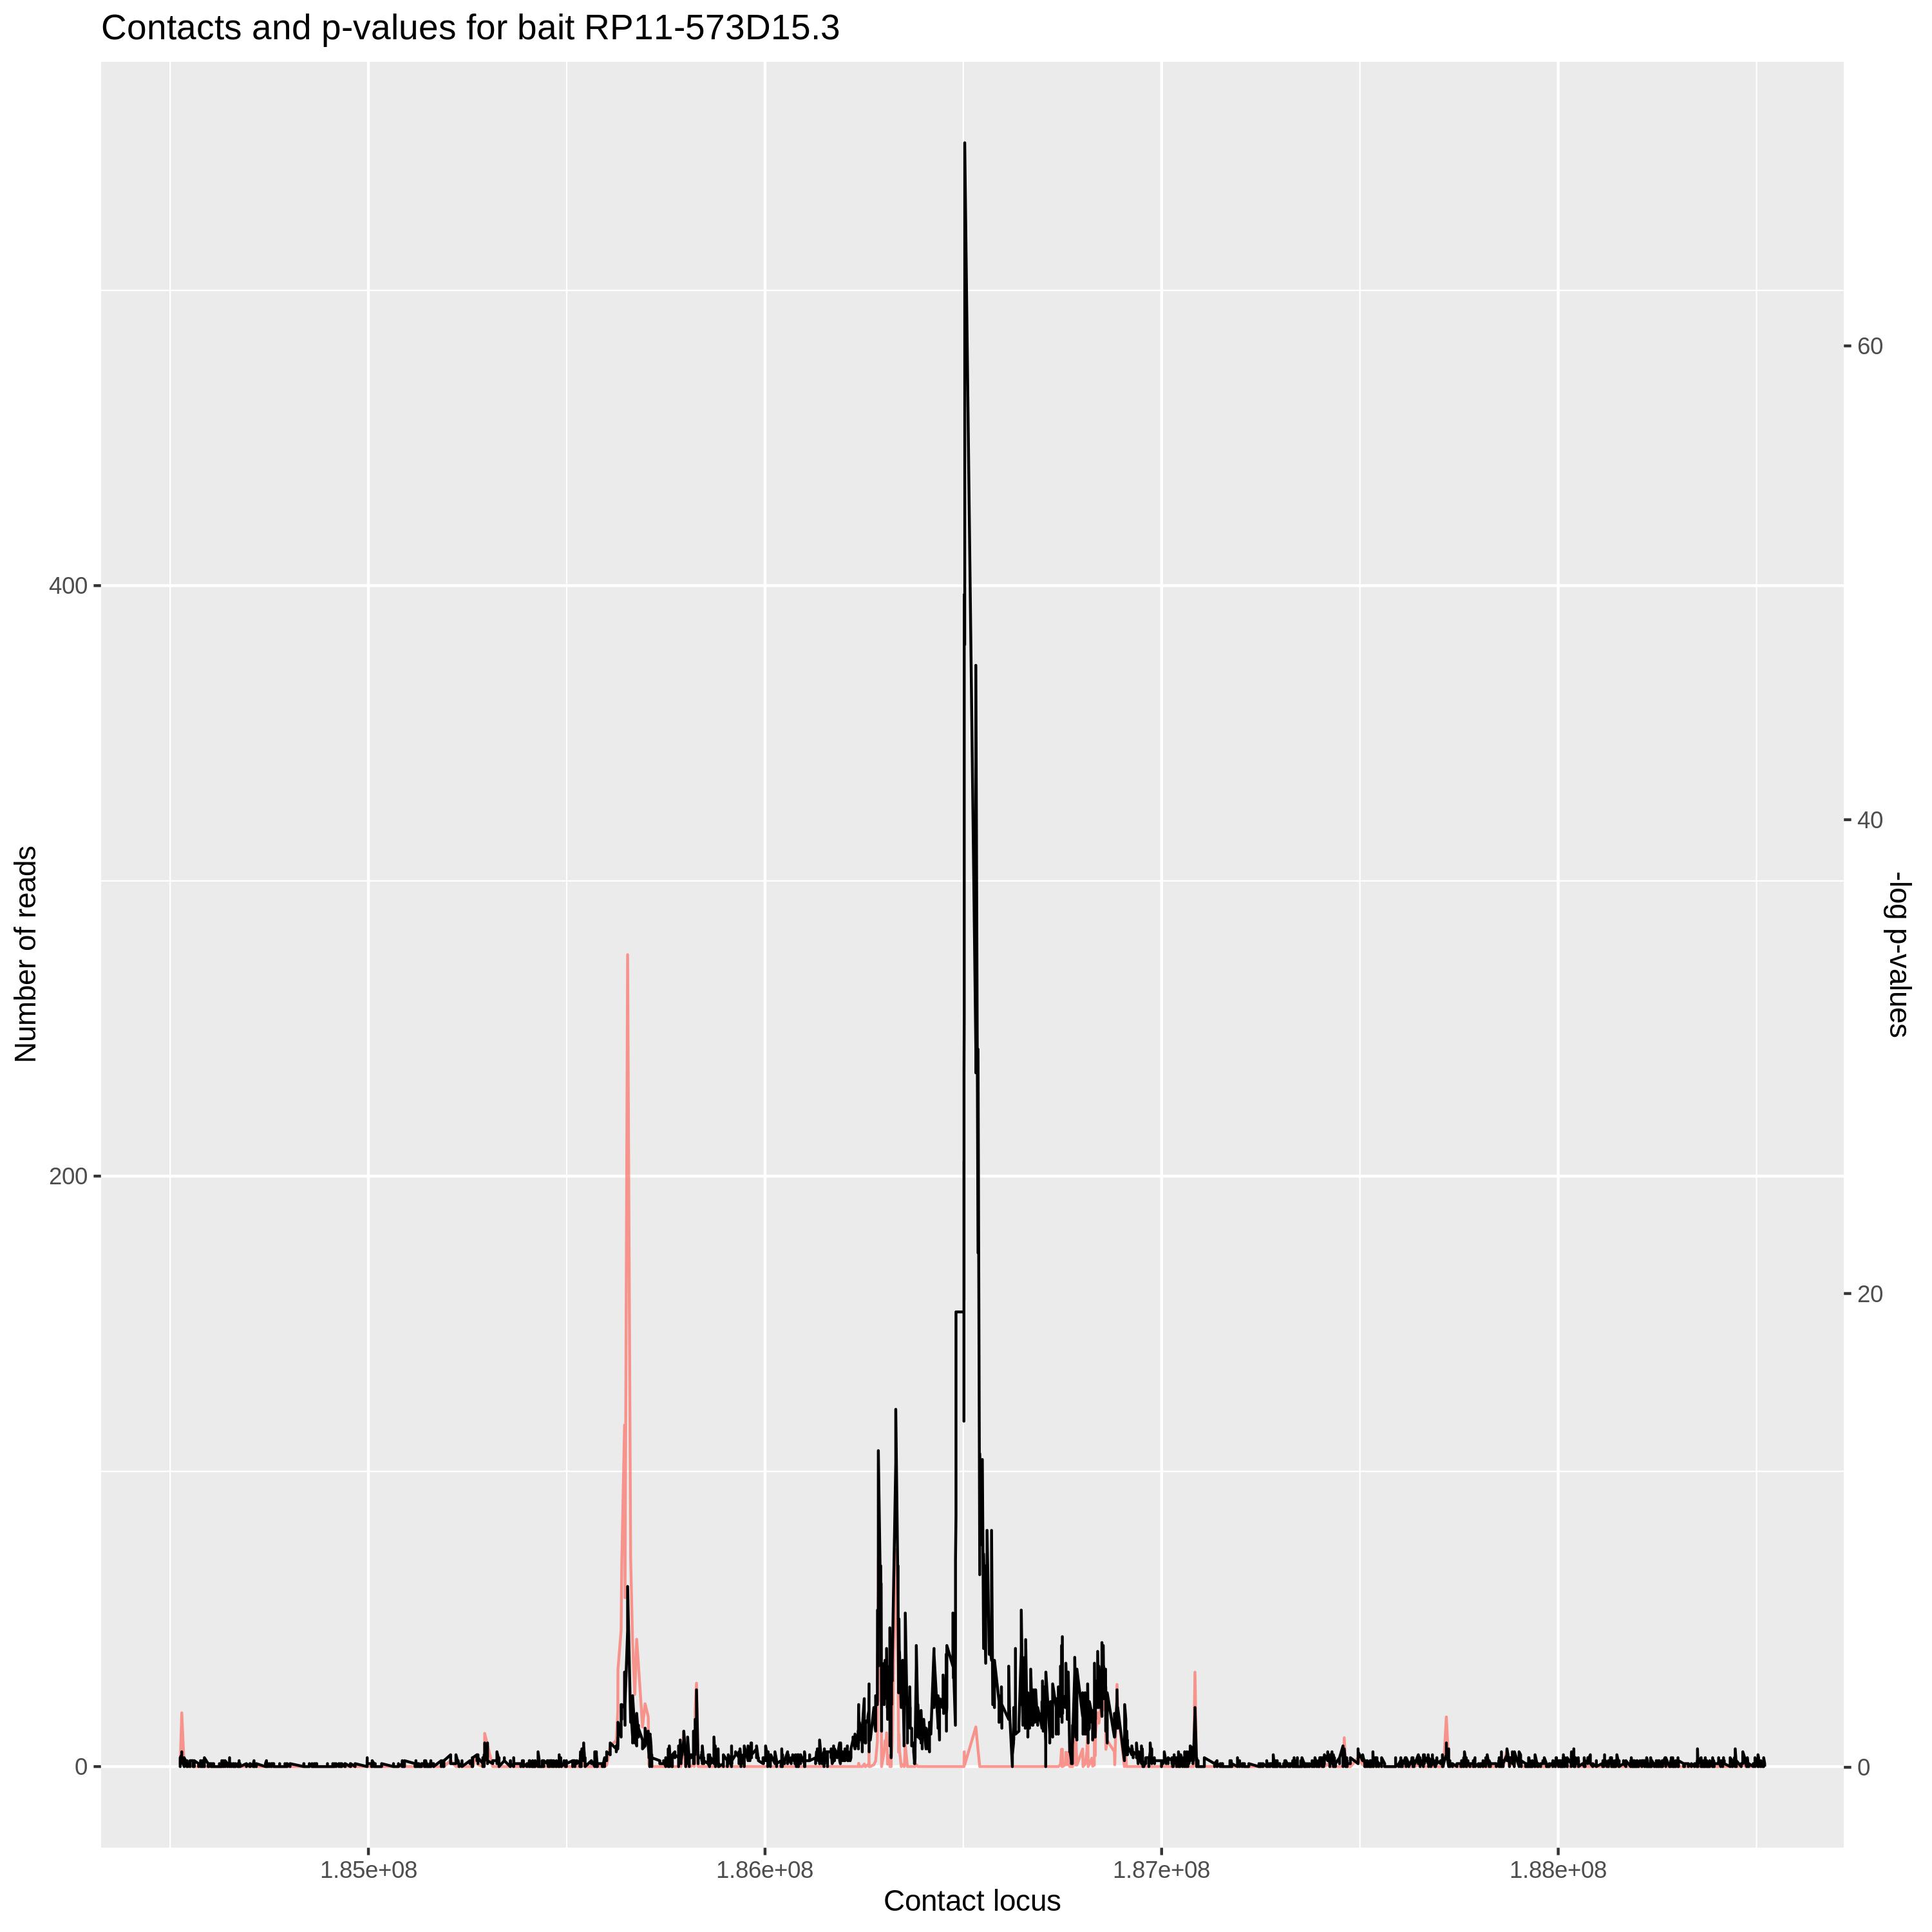 Contacts and p-values for bait RP11-573D15.3
Number of reads
400
200
0
60
40
20
0
-log p-values
1.85e+08 1.86e+08 1.87e+08 1.88e+08
Contact locus